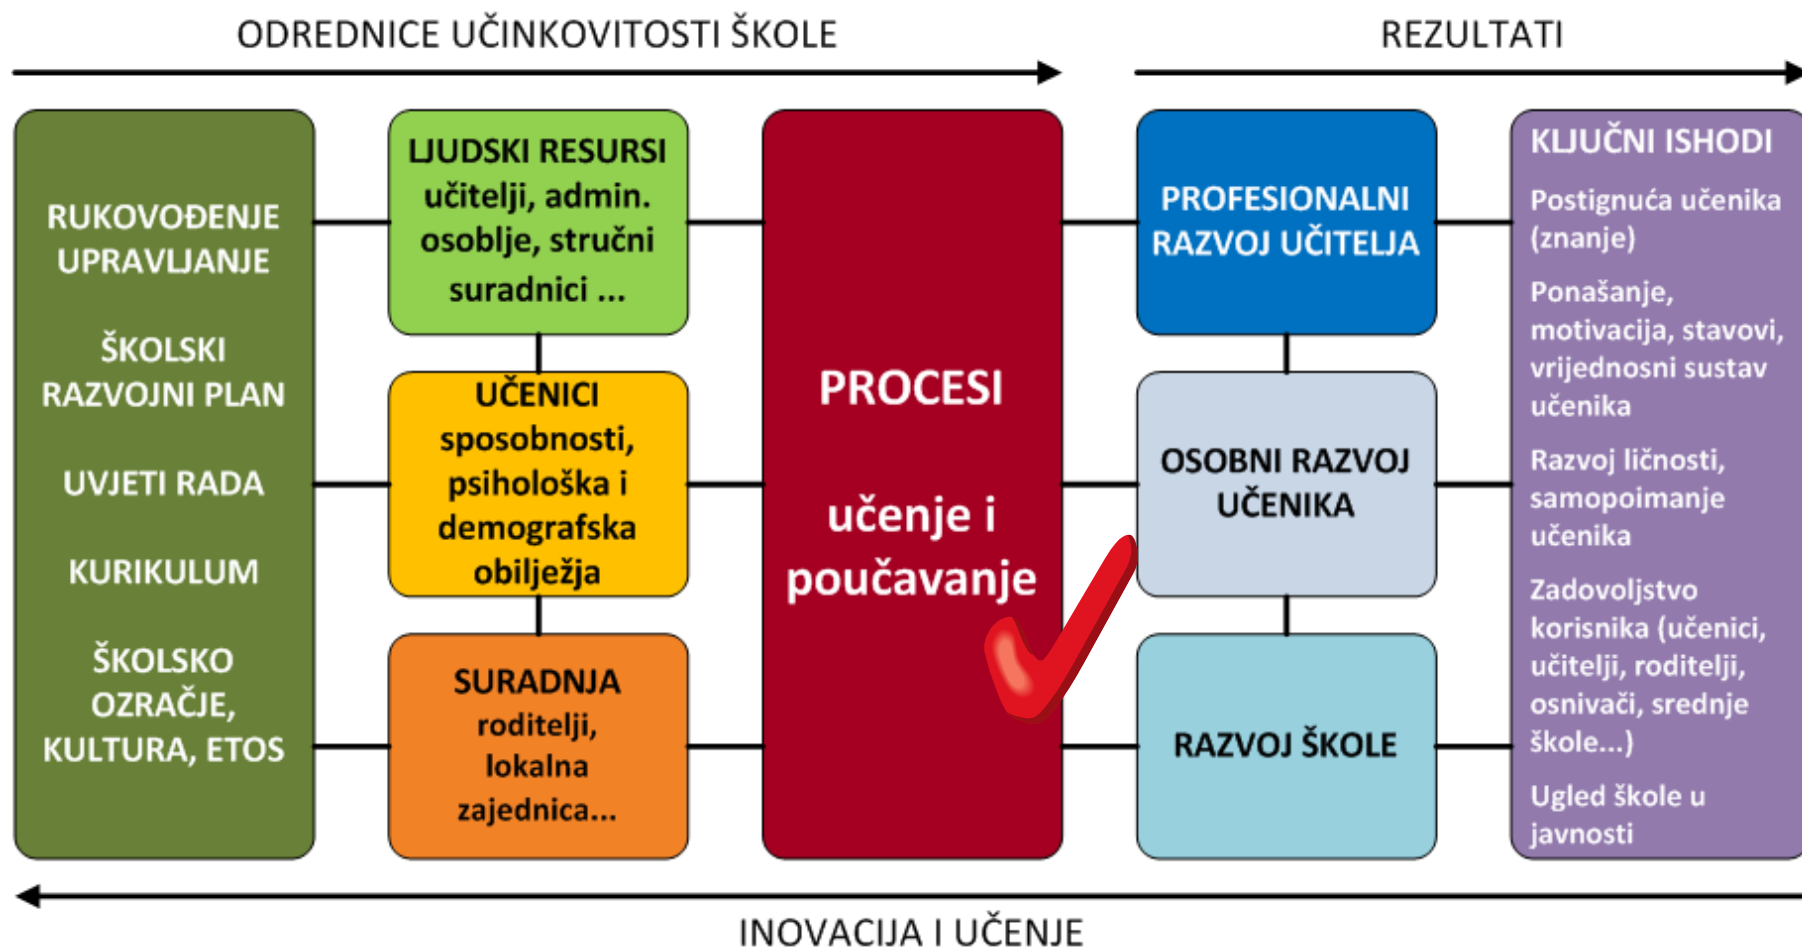 ODREDNICE UČINKOVITOSTI ŠKOLE
REZULTATI
RUKOVOĐENJE
UPRAVLJANJE
ŠKOLSKI
RAZVOJNI PLAN
UVJETI RADA
KURIKULUM
ŠKOLSKO
OZRAČJE,
KULTURA, ETOS
LJUDSKI RESURSI
učitelji, admin.
osoblje, stručni
suradnici ...
UČENICI
sposobnosti,
psihološka i
demografska
obilježja
SURADNJA
roditelji,
lokalna
zajednica...
PROCESI
učenje i
poučavanje
PROFESIONALNI
RAZVOJ UČITELJA
OSOBNI RAZVOJ
UČENIKA
RAZVOJ ŠKOLE
KLJUČNI ISHODI
Postignuća učenika
(znanje)
Ponašanje,
motivacija, stavovi,
vrijednosni sustav
učenika
Razvoj ličnosti,
samopoimanje
učenika
Zadovoljstvo
korisnika (učenici,
učitelji, roditelji,
osnivači, srednje
škole...)
Ugled škole u
javnosti
INOVACIJA I UČENJE